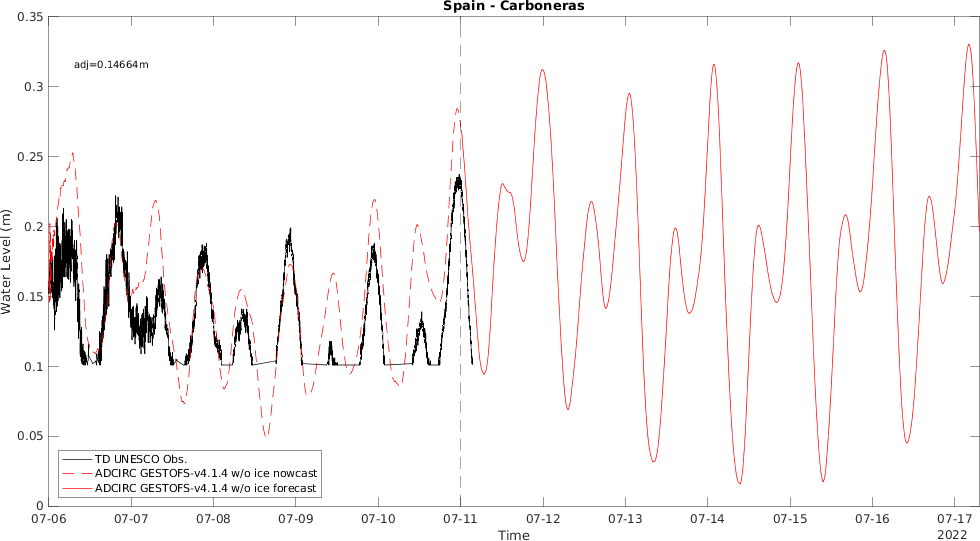 Spain - Carboneras
adj=0.14664m
0.35
0.3
0.25
0.2
0.15
0.1
0.05
0
Water Level (m)
TD UNESCO Obs.
ADCIRC GESTOFS-v4.1.4 w/o ice nowcast
ADCIRC GESTOFS-v4.1.4 w/o ice forecast
07-06 07-07 07-08 07-09 07-10 07-11 07-12 07-13 07-14 07-15 07-16 07-17
2022
Time